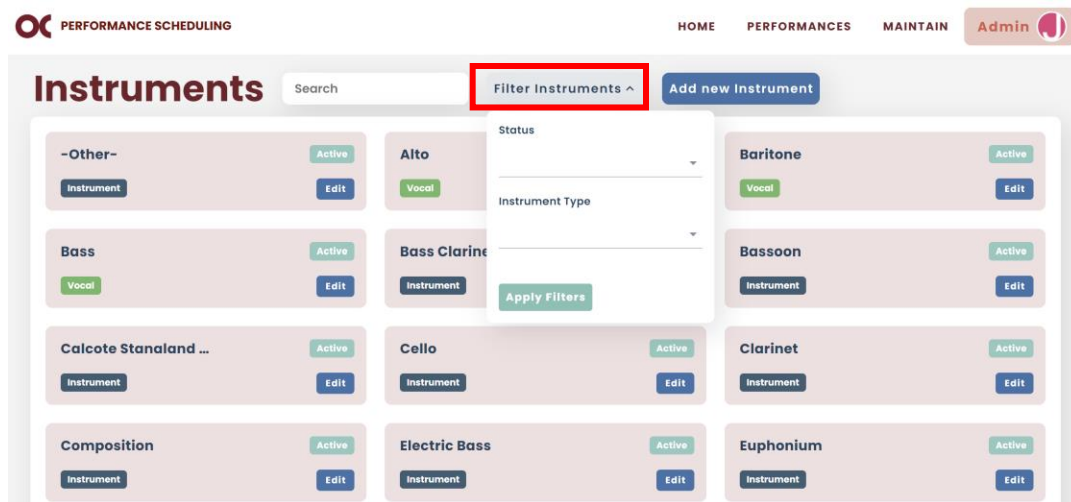 OC PERFORMANCE SCHEDULING
HOME PERFORMANCES MAINTAIN Admin
Instruments Search Filter Instruments Add new Instrument
Status
Instrument Type
Apply Filters
-Other- Active
Instrument Edit
Alto
Vocal
Baritone Active
Vocal Edit
Bass Active
Vocal Edit
Bass Clarine
Instrument
Bassoon Active
Instrument Edit
Calcote Stanaland ... Active
Instrument Edit
Cello Active
Instrument Edit
Clarinet Active
Instrument Edit
Composition Active
Instrument Edit
Electric Bass Active
Instrument Edit
Euphonium Active
Instrument Edit